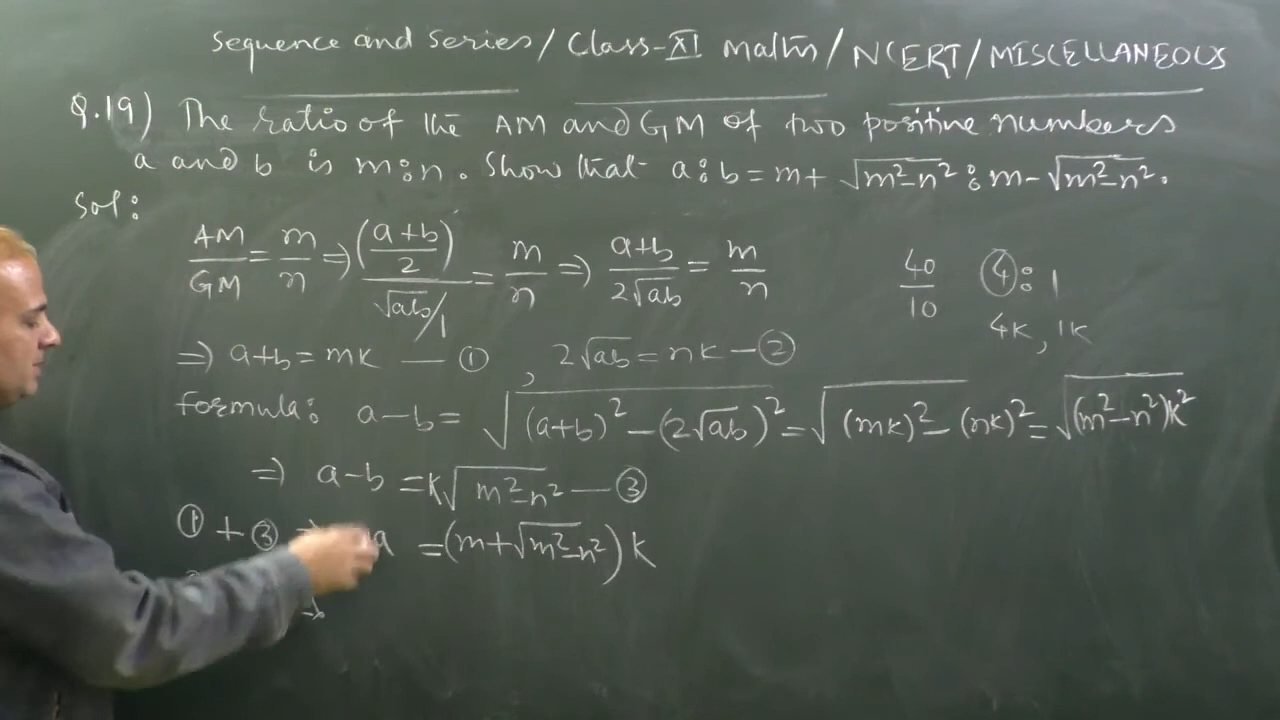 Sequence and Series / Class-XI Maths / NCERT / MISCELLANEOUS
Q.19) The ratio of the AM and GM of two positive numbers
a and b is m:n. Show that a:b = m+√(m²-n²) : m-√(m²-n²).
Sol:
AM/GM = m/n ⇒ ((a+b)/2)/(√ab/1) = m/n ⇒ (a+b)/(2√ab) = m/n
40/10 4:1
4k, 1k
⇒ a+b = mk — ①, 2√ab = nk — ②
formula: a-b = √((a+b)²-(2√ab)²) = √((mk)²-(nk)²) = √((m²-n²)k²)
⇒ a-b = k√(m²-n²) — ③
① + ③ ⇒ a = (m+√(m²-n²))k